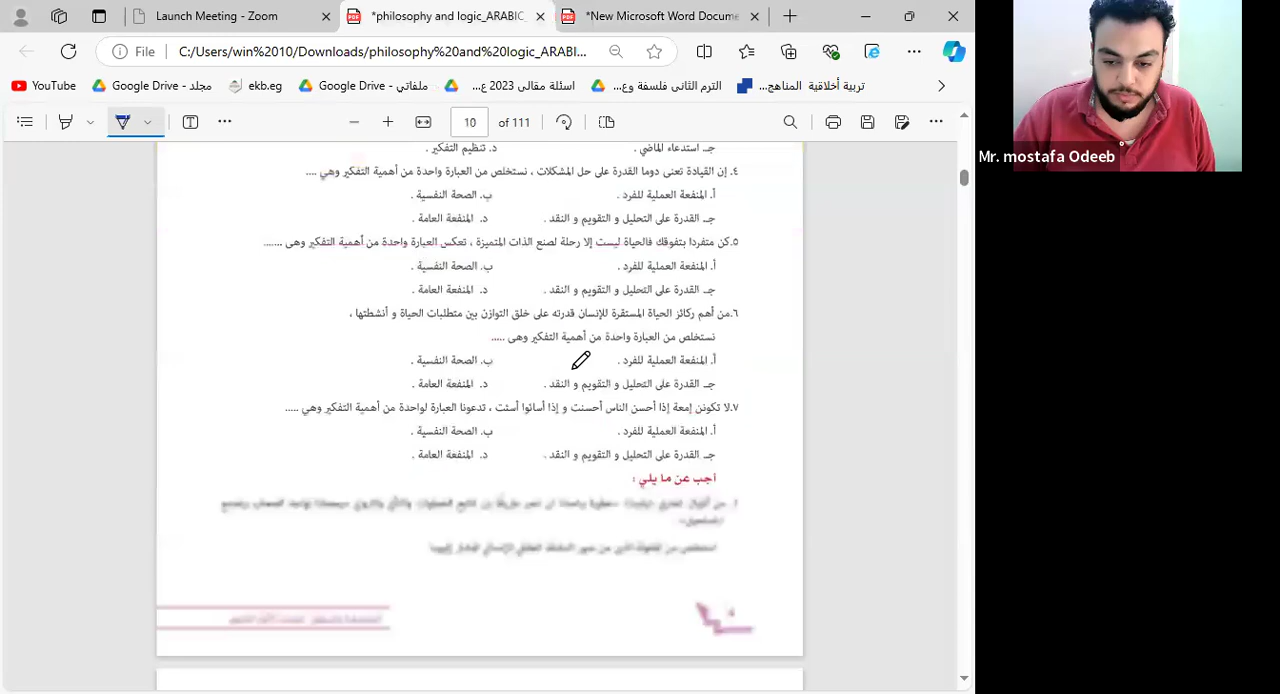 Launch Meeting - Zoom
*philosophy and logic_ARABIC_
*New Microsoft Word Docume
File
C:/Users/win%2010/Downloads/philosophy%20and%20logic_ARABI...
YouTube
Google Drive - مجلد
ekb.eg
Google Drive - ملفاتي
اسئلة مقالى 2023 ع...
الترم الثانى فلسفة وع...
تربية أخلاقية المناهج...
10 of 111
جـ. استدعاء الماضي . د. تنظيم التفكير .
٤. إن القيادة تعنى دوما القدرة على حل المشكلات ، نستخلص من العبارة واحدة من أهمية التفكير وهي ....
أ. المنفعة العملية للفرد . ب. الصحة النفسية .
جـ. القدرة على التحليل و التقويم و النقد . د. المنفعة العامة .
٥.كن متفردا بتفوقك فالحياة ليست إلا رحلة لصنع الذات المتميزة ، تعكس العبارة واحدة من أهمية التفكير وهى .......
أ. المنفعة العملية للفرد . ب. الصحة النفسية .
جـ. القدرة على التحليل و التقويم و النقد . د. المنفعة العامة .
٦.من أهم ركائز الحياة المستقرة للإنسان قدرته على خلق التوازن بين متطلبات الحياة و أنشطتها ،
نستخلص من العبارة واحدة من أهمية التفكير وهى .....
أ. المنفعة العملية للفرد . ب. الصحة النفسية .
جـ. القدرة على التحليل و التقويم و النقد . د. المنفعة العامة .
٧.لا تكونن إمعة إذا أحسن الناس أحسنت و إذا أسائوا أسئت ، تدعونا العبارة لواحدة من أهمية التفكير وهي .....
أ. المنفعة العملية للفرد . ب. الصحة النفسية .
جـ. القدرة على التحليل و التقويم و النقد . د. المنفعة العامة .
اجب عن ما يلي :
Mr. mostafa Odeeb